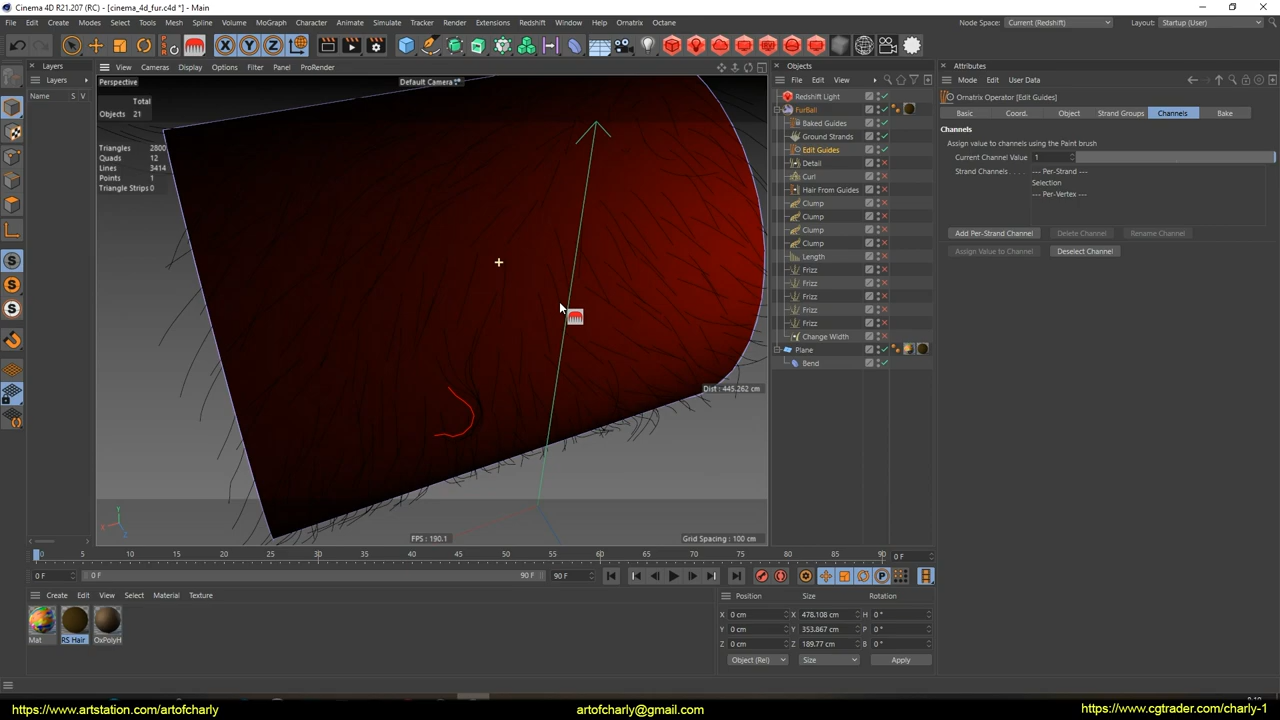 Cinema 4D R21.207 (RC) - [cinema_4d_fur.c4d *] - Main
File Edit Create Modes Select Tools Mesh Spline Volume MoGraph Character Animate Simulate Tracker Render Extensions Redshift Window Help Ornatrix Octane
Node Space: Current (Redshift) Layout: Startup (User)
X Y Z
Layers
Layers
Name S V
View Cameras Display Options Filter Panel ProRender
Perspective
Default Camera
Total
Objects 21
Triangles 2800
Quads 12
Lines 3414
Points 1
Triangle Strips 0
Dist : 445.262 cm
FPS : 190.1
Grid Spacing : 100 cm
Objects
File Edit View
Redshift Light
FurBall
Baked Guides
Ground Strands
Edit Guides
Detail
Curl
Hair From Guides
Clump
Clump
Clump
Clump
Length
Frizz
Frizz
Frizz
Frizz
Frizz
Change Width
Plane
Bend
Attributes
Mode Edit User Data
Ornatrix Operator [Edit Guides]
Basic Coord. Object Strand Groups Channels Bake
Channels
Assign value to channels using the Paint brush
Current Channel Value 1
Strand Channels . . . . --- Per-Strand ---
Selection
--- Per-Vertex ---
Add Per-Strand Channel Delete Channel Rename Channel
Assign Value to Channel Deselect Channel
0 5 10 15 20 25 30 35 40 45 50 55 60 65 70 75 80 85 90 0 F
0 F 0 F 90 F 90 F
Create Edit View Select Material Texture
Mat RS Hair OxPolyH
Position Size Rotation
X 0 cm X 478.108 cm H 0 °
Y 0 cm Y 353.867 cm P 0 °
Z 0 cm Z 189.77 cm B 0 °
Object (Rel) Size Apply
https://www.artstation.com/artofcharly artofcharly@gmail.com https://www.cgtrader.com/charly-1